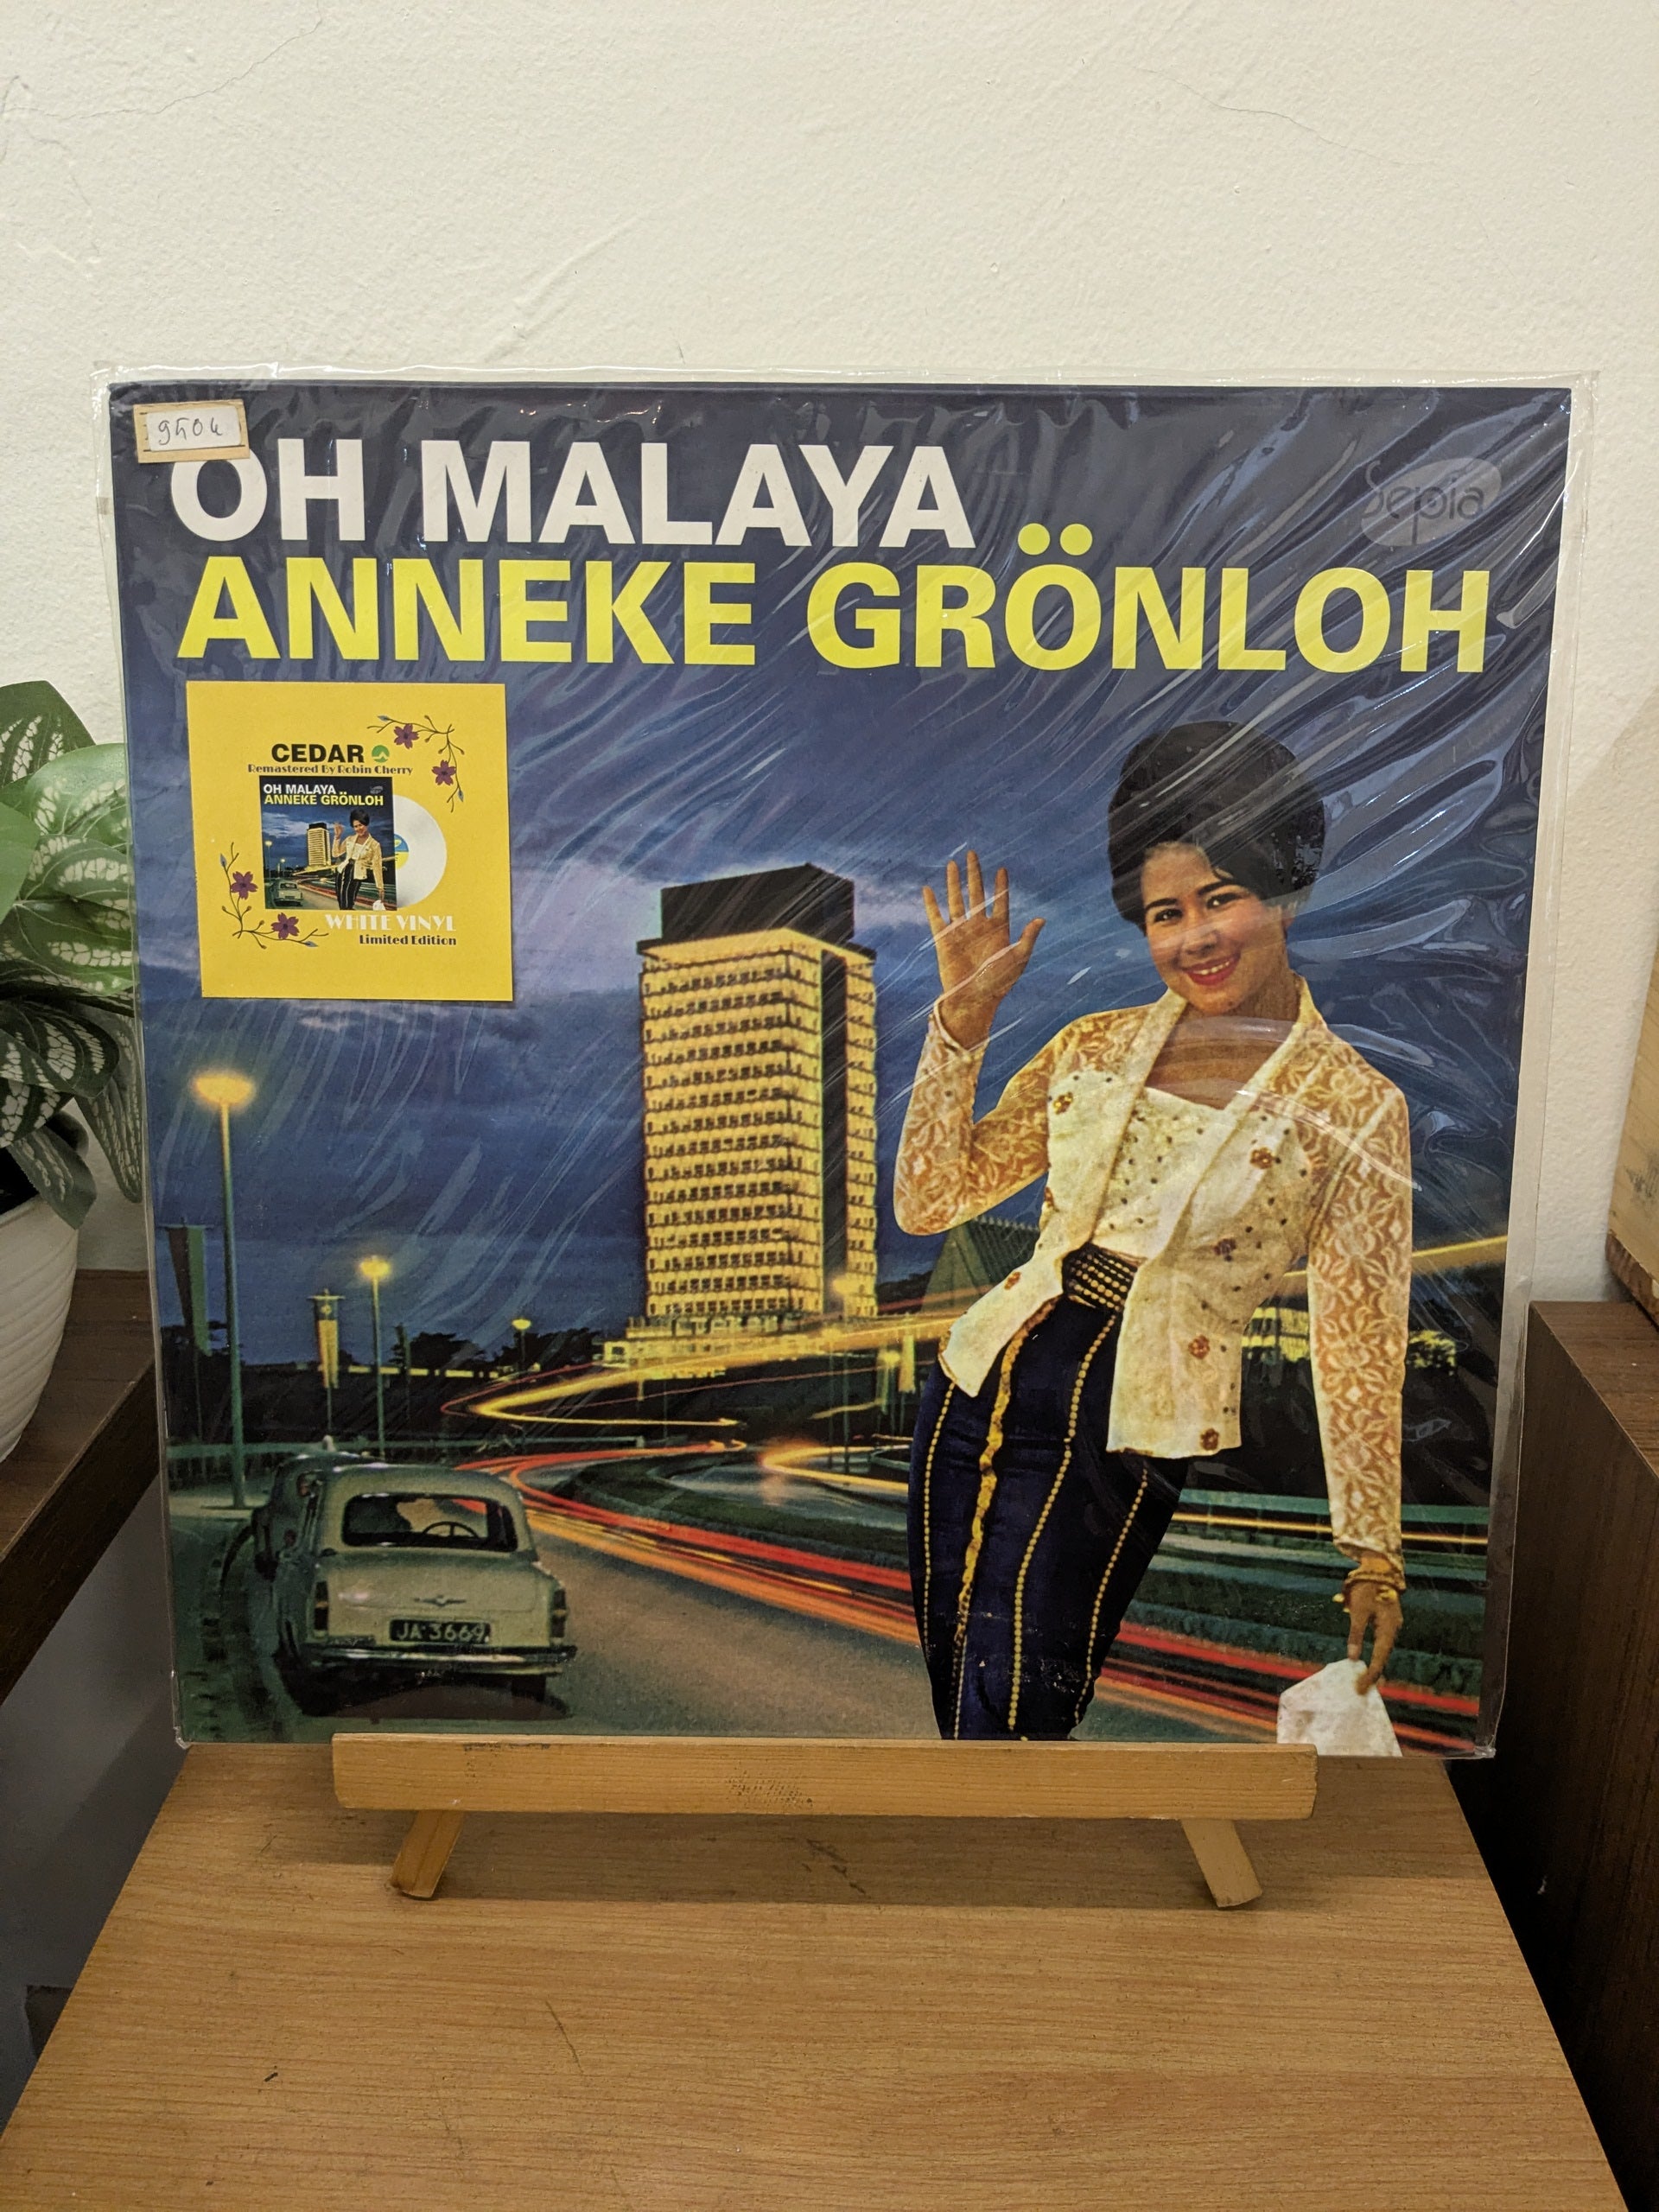 OH MALAYA
ANNEKE GRÖNLOH
Sepia
CEDAR
Remastered By Robin Cherry
OH MALAYA
ANNEKE GRÖNLOH
WHITE VINYL
Limited Edition
JA 3669